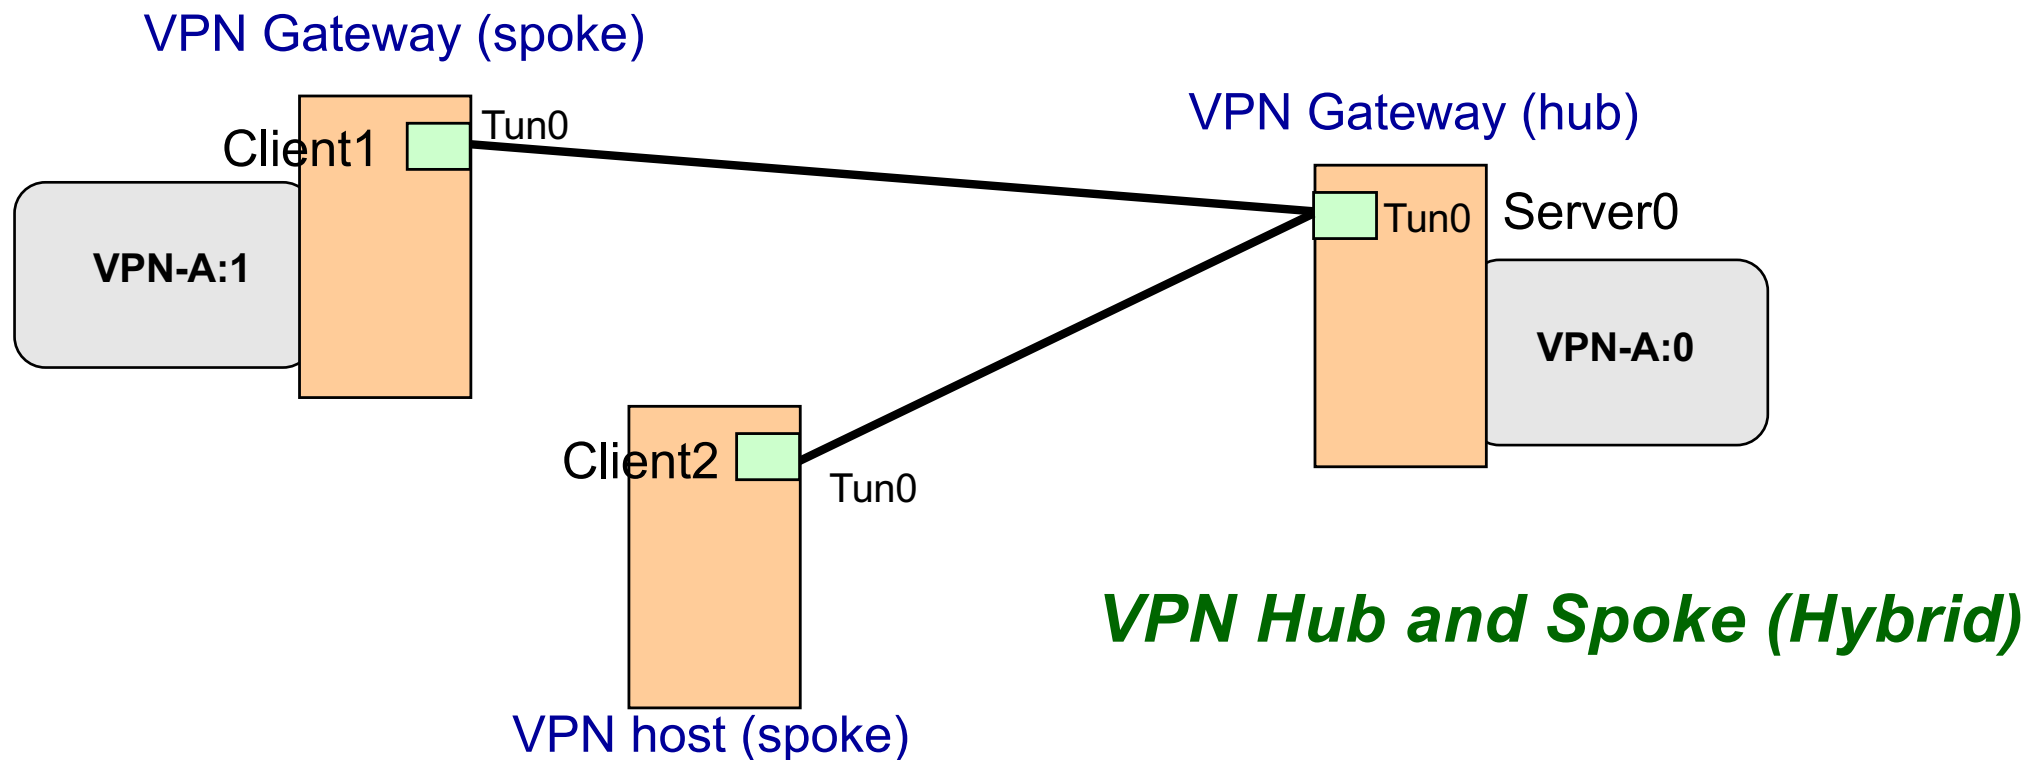 VPN Gateway (spoke)
VPN Gateway (hub)
Tun0
Client1
Server0
Tun0
VPN-A:1
VPN-A:0
Client2
Tun0
VPN Hub and Spoke (Hybrid)
VPN host (spoke)